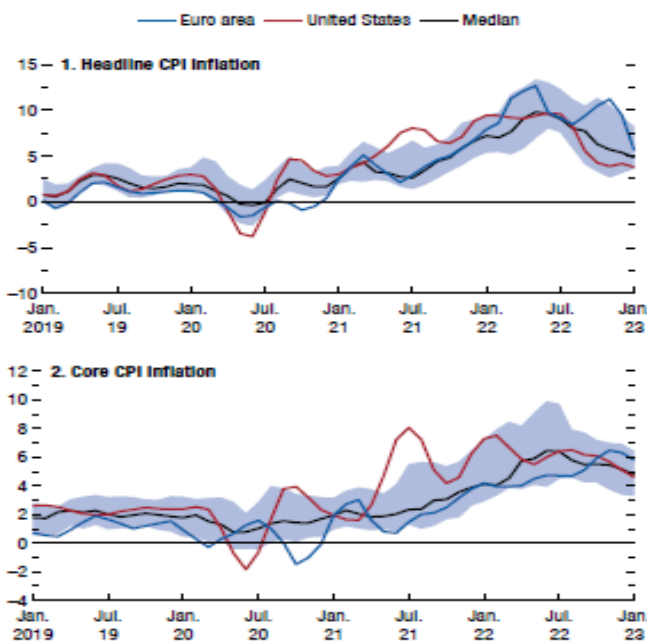 Euro area United States Median
1. Headline CPI Inflation
15
10
5
0
–5
–10
Jan. Jul. Jan. Jul. Jan. Jul. Jan. Jul. Jan.
2019 19 20 20 21 21 22 22 23
2. Core CPI Inflation
12
10
8
6
4
2
0
–2
–4
Jan. Jul. Jan. Jul. Jan. Jul. Jan. Jul. Jan.
2019 19 20 20 21 21 22 22 23